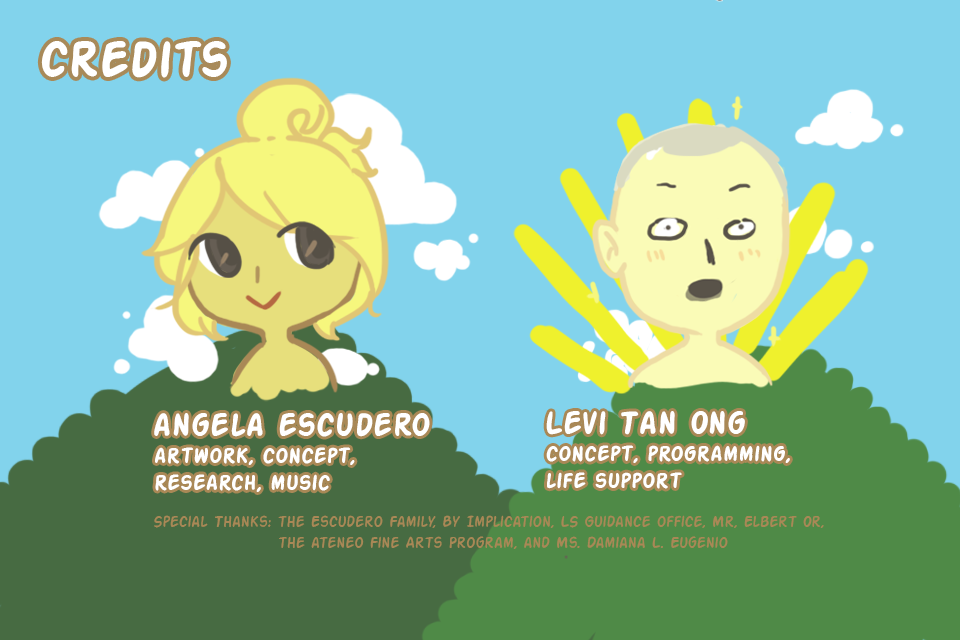 CREDITS
ANGELA ESCUDERO
ARTWORK, CONCEPT,
RESEARCH, MUSIC
LEVI TAN ONG
CONCEPT, PROGRAMMING,
LIFE SUPPORT
SPECIAL THANKS: THE ESCUDERO FAMILY, BY IMPLICATION, LS GUIDANCE OFFICE, MR. ELBERT OR,
THE ATENEO FINE ARTS PROGRAM, AND MS. DAMIANA L. EUGENIO